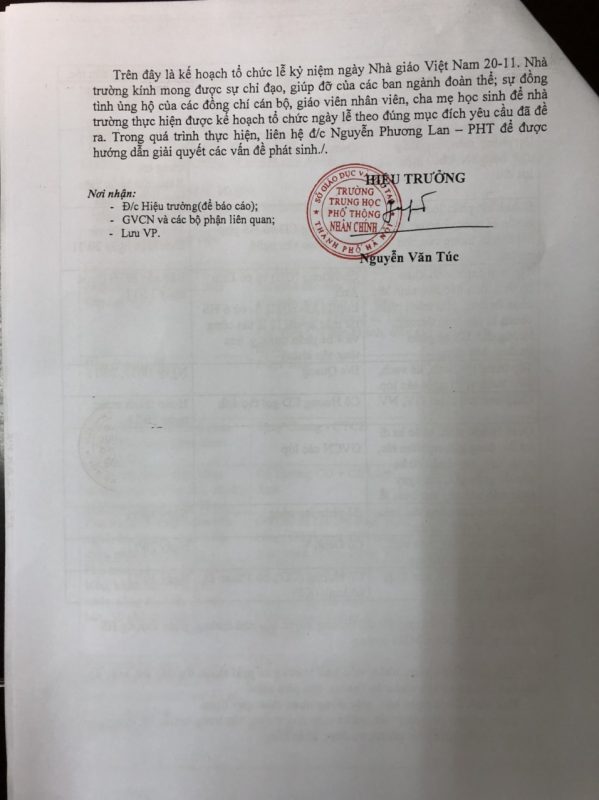 Trên đây là kế hoạch tổ chức lễ kỷ niệm ngày Nhà giáo Việt Nam 20-11. Nhà
trường kính mong được sự chỉ đạo, giúp đỡ của các ban ngành đoàn thể; sự đồng
tình ủng hộ của các đồng chí cán bộ, giáo viên nhân viên, cha mẹ học sinh để nhà
trường thực hiện được kế hoạch tổ chức ngày lễ theo đúng mục đích yêu cầu đã đề
ra. Trong quá trình thực hiện, liên hệ đ/c Nguyễn Phương Lan – PHT để được
hướng dẫn giải quyết các vấn đề phát sinh./.
Nơi nhận:
- Đ/c Hiệu trưởng(để báo cáo);
- GVCN và các bộ phận liên quan;
- Lưu VP.
HIỆU TRƯỞNG
SỞ GIÁO DỤC VÀ
TRƯỜNG
TRUNG HỌC
PHỔ THÔNG
NHÂN CHÍNH
THÀNH PHỐ HÀ NỘI
Nguyễn Văn Túc